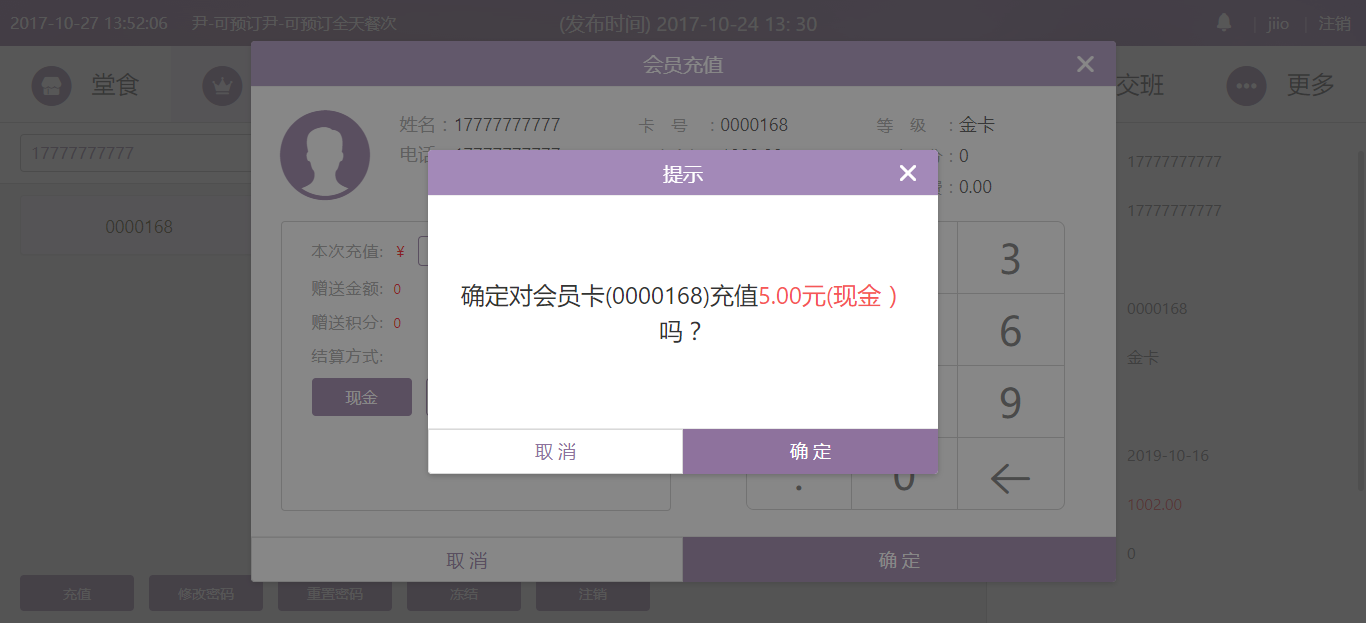 2017-10-27 13:52:06 尹-可预订尹-可预订全天餐次 (发布时间) 2017-10-24 13: 30 jiio 注销
会员充值
堂食 交班 更多
姓名：17777777777 卡 号 ：0000168 等 级 ：金卡
17777777777 电话 ：0 17777777777
提示
：0.00
17777777777
0000168
本次充值: ¥ 3
赠送金额: 0
确定对会员卡(0000168)充值5.00元(现金 )
吗？
0000168
赠送积分: 0 6
结算方式: 金卡
现金 9
取 消 确 定
2019-10-16
. 0
1002.00
取 消 确 定 0
充值 修改密码 重置密码 冻结 注销